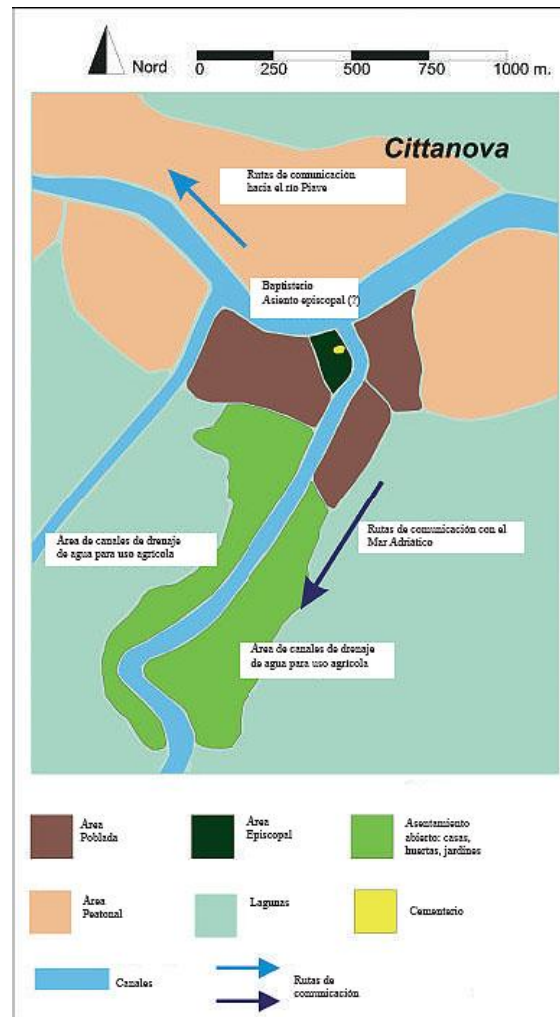 Nord
0 250 500 750 1000 m.
Cittanova
Rutas de comunicación
hacia el río Piave
Baptisterio
Asiento episcopal (?)
Área de canales de drenaje
de agua para uso agrícola
Rutas de comunicación con el
Mar Adriático
Área de canales de drenaje
de agua para uso agrícola
Área
Poblada
Área
Episcopal
Asentamiento
abierto: casas,
huertas, jardines
Área
Peatonal
Lagunas
Cementerio
Canales
Rutas de
comunicación